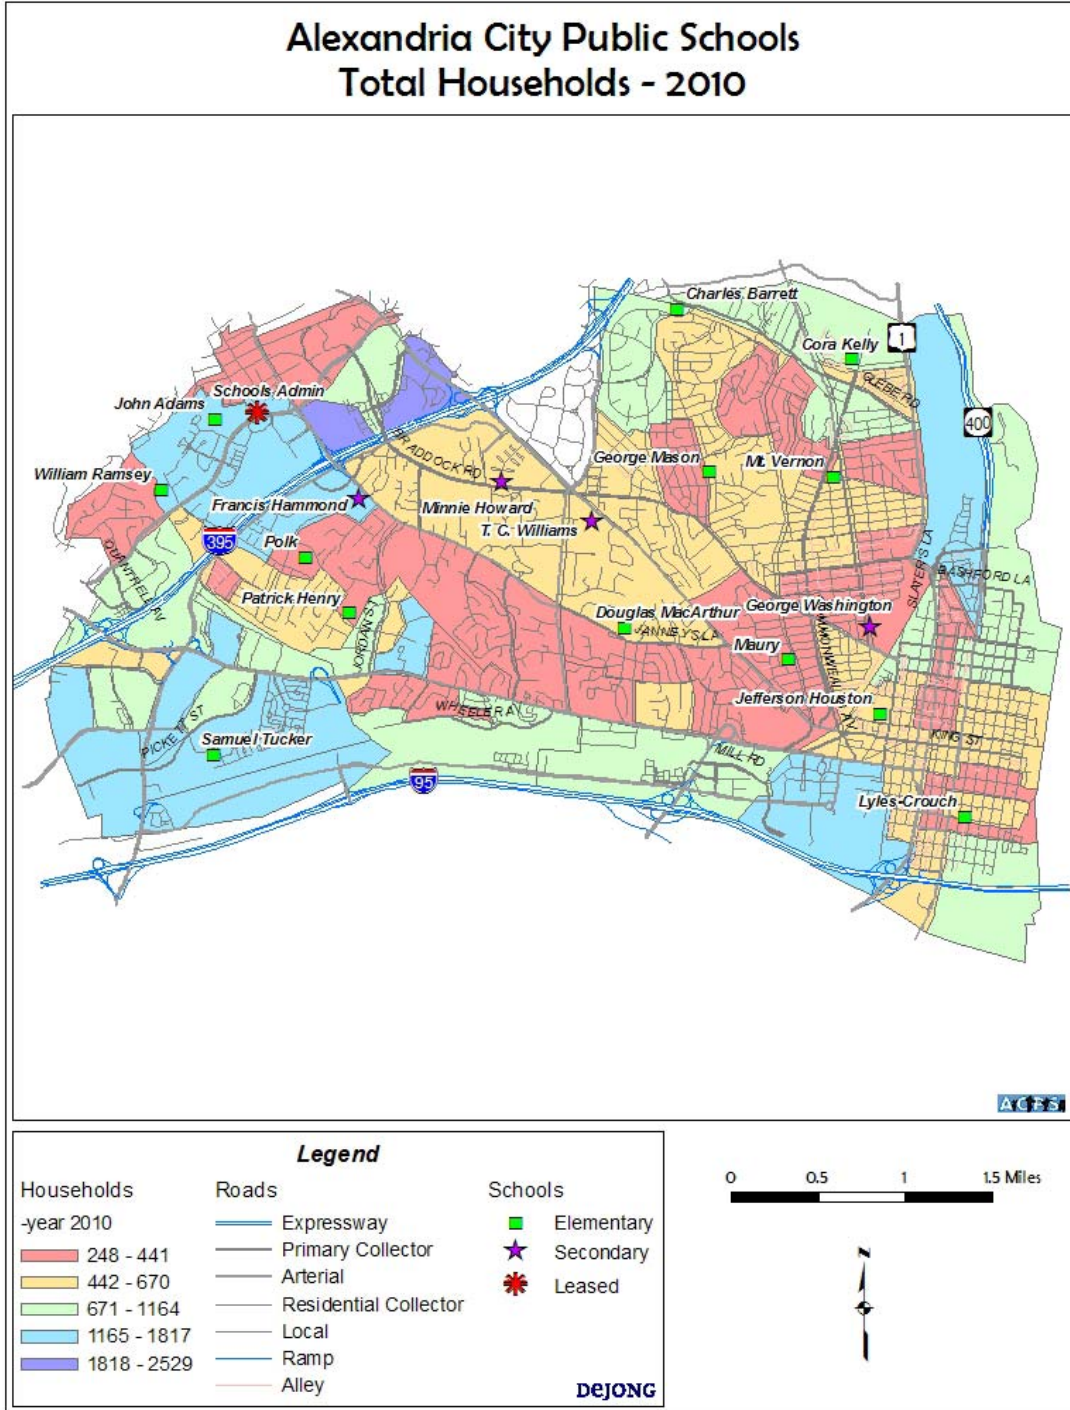 Alexandria City Public Schools
Total Households - 2010
Charles Barrett
Cora Kelly
1
GLEBE RD
400
Schools Admin
John Adams
BRADDOCK RD
George Mason
Mt. Vernon
William Ramsey
Francis Hammond
Minnie Howard
T. C. Williams
395
Polk
QUANTRELL AV
SLATERS LA
BASHFORD LA
Patrick Henry
JORDAN ST
Douglas MacArthur
George Washington
JANNEYS LA
Maury
Jefferson Houston
AV
WHEELER A
PICKETT ST
Samuel Tucker
KING ST
MILL RD
95
Lyles-Crouch
ACPS
Legend
Households
-year 2010
248 - 441
442 - 670
671 - 1164
1165 - 1817
1818 - 2529
Roads
Expressway
Primary Collector
Arterial
Residential Collector
Local
Ramp
Alley
Schools
Elementary
Secondary
Leased
DEJONG
0 0.5 1 1.5 Miles
N